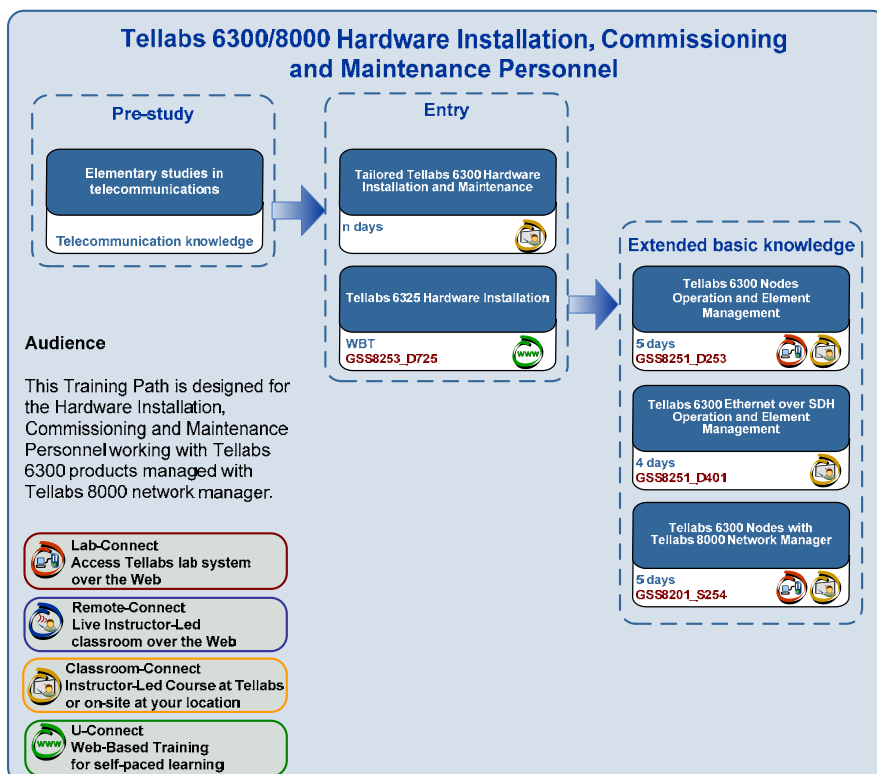 Tellabs 6300/8000 Hardware Installation, Commissioning
and Maintenance Personnel
Pre-study
Elementary studies in
telecommunications
Telecommunication knowledge
Entry
Tailored Tellabs 6300 Hardware
Installation and Maintenance
n days
Tellabs 6325 Hardware Installation
WBT
GSS8253_D725
www
Extended basic knowledge
Tellabs 6300 Nodes
Operation and Element
Management
5 days
GSS8251_D253
Tellabs 6300 Ethernet over SDH
Operation and Element
Management
4 days
GSS8251_D401
Tellabs 6300 Nodes with
Tellabs 8000 Network Manager
5 days
GSS8201_S254
Audience
This Training Path is designed for
the Hardware Installation,
Commissioning and Maintenance
Personnel working with Tellabs
6300 products managed with
Tellabs 8000 network manager.
Lab-Connect
Access Tellabs lab system
over the Web
Remote-Connect
Live Instructor-Led
classroom over the Web
Classroom-Connect
Instructor-Led Course at Tellabs
or on-site at your location
www
U-Connect
Web-Based Training
for self-paced learning